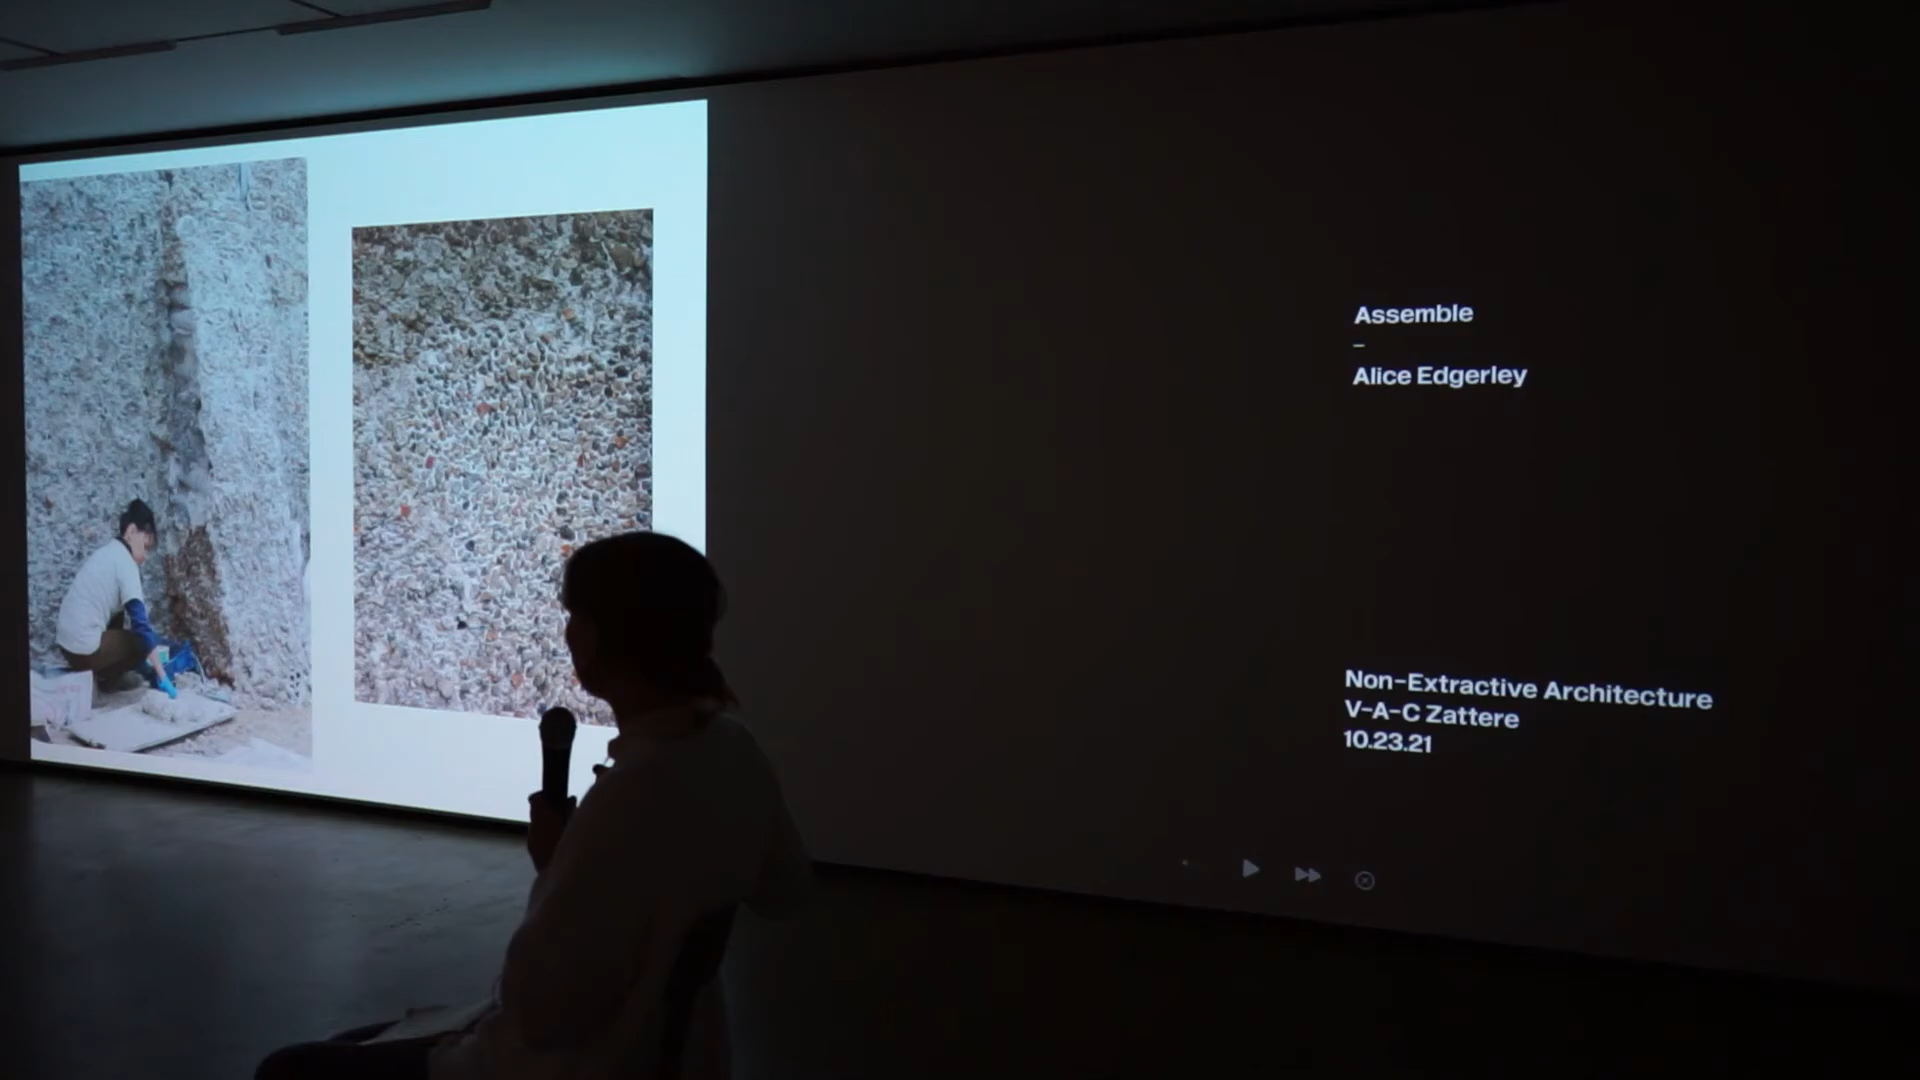 Assemble
–
Alice Edgerley
Non-Extractive Architecture
V-A-C Zattere
10.23.21